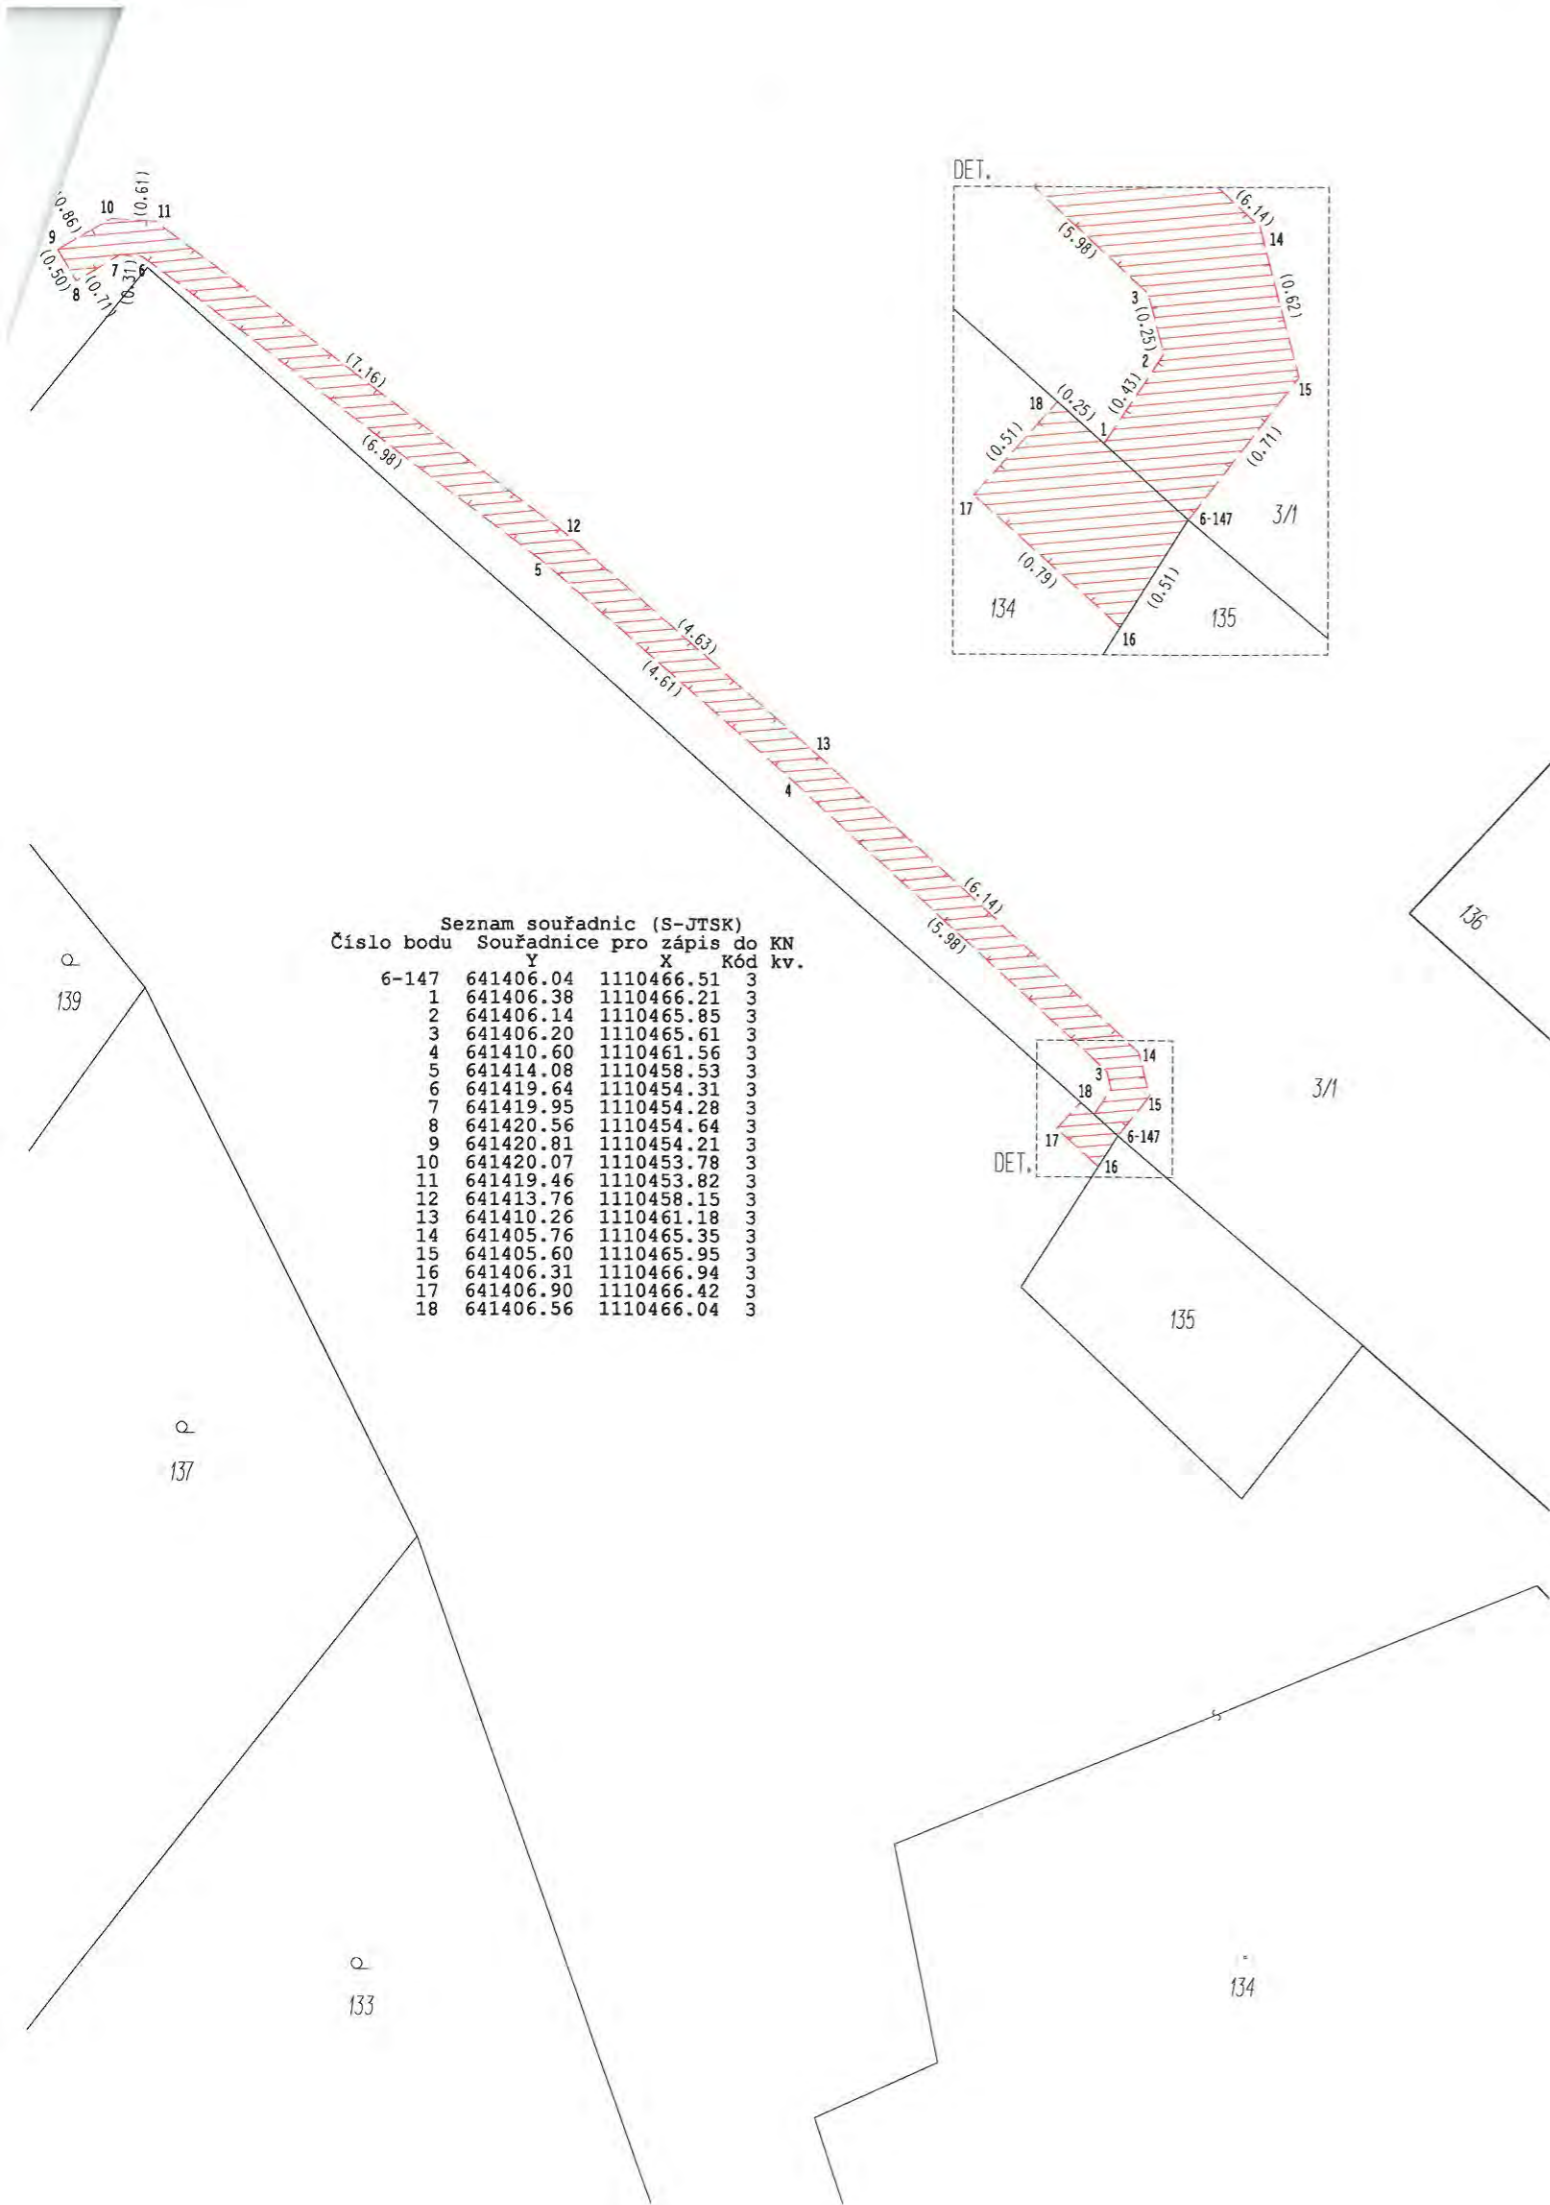 DET.
(0.61)
(0.86)
10
11
(6.14)
14
9
(5.98)
7
6
(0.50)
8
(0.71)
(0.31)
3
(0.62)
(0.25)
2
15
(7.16)
(0.43)
18
(0.25)
1
(0.51)
(0.71)
(6.98)
17
6-147
3/1
12
5
(0.79)
(0.51)
134
135
16
(4.63)
(4.61)
13
4
(6.14)
(5.98)
136
Seznam souřadnic (S-JTSK)
Číslo bodu Souřadnice pro zápis do KN
Y X Kód kv.
6-147 641406.04 1110466.51 3
1 641406.38 1110466.21 3
2 641406.14 1110465.85 3
3 641406.20 1110465.61 3
4 641410.60 1110461.56 3
5 641414.08 1110458.53 3
6 641419.64 1110454.31 3
7 641419.95 1110454.28 3
8 641420.56 1110454.64 3
9 641420.81 1110454.21 3
10 641420.07 1110453.78 3
11 641419.46 1110453.82 3
12 641413.76 1110458.15 3
13 641410.26 1110461.18 3
14 641405.76 1110465.35 3
15 641405.60 1110465.95 3
16 641406.31 1110466.94 3
17 641406.90 1110466.42 3
18 641406.56 1110466.04 3
139
14
3
18
15
3/1
17
6-147
DET.
16
135
137
134
133